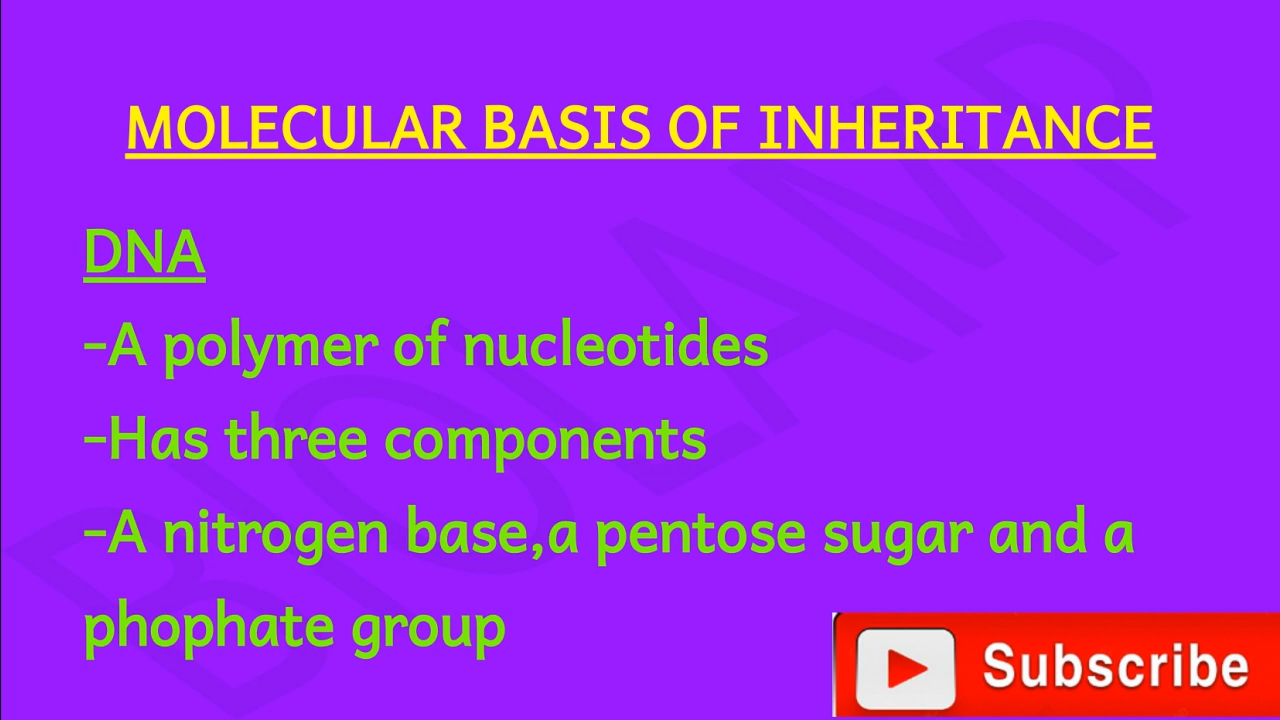 MOLECULAR BASIS OF INHERITANCE
DNA
-A polymer of nucleotides
-Has three components
-A nitrogen base,a pentose sugar and a
phophate group
Subscribe
BIOLAMP